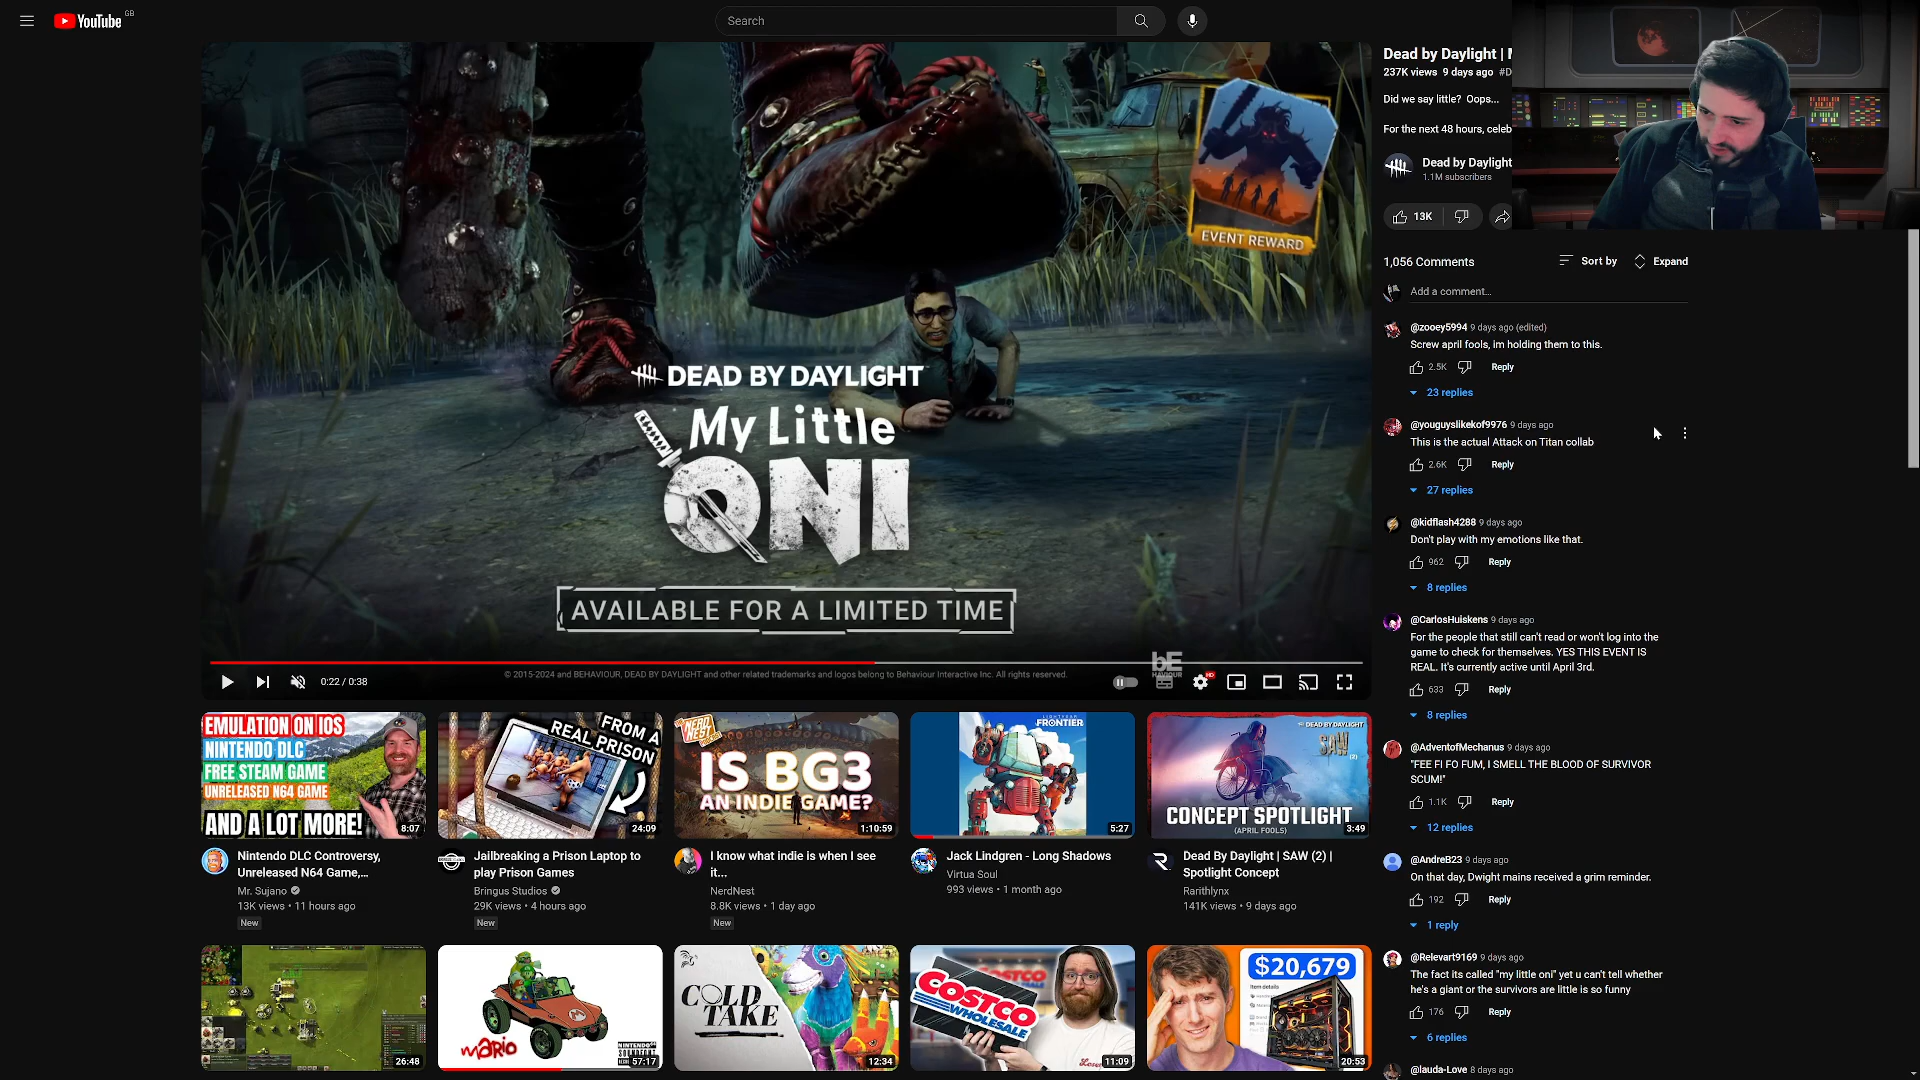 YouTube GB
Search
EVENT REWARD
DEAD BY DAYLIGHT
My Little
ONI
AVAILABLE FOR A LIMITED TIME
bE
0:22 / 0:38
© 2015-2024 and BEHAVIOUR, DEAD BY DAYLIGHT and other related trademarks and logos belong to Behaviour Interactive Inc. All rights reserved.
HD
Dead by Daylight |
237K views 9 days ago #D
Did we say little? Oops...
For the next 48 hours, celeb
Dead by Daylight
1.1M subscribers
13K
1,056 Comments
Sort by
Expand
Add a comment...
@zooey5994 9 days ago (edited)
Screw april fools, im holding them to this.
2.5K Reply
23 replies
@youguyslikekof9976 9 days ago
This is the actual Attack on Titan collab
2.6K Reply
27 replies
@kidflash4288 9 days ago
Don't play with my emotions like that.
962 Reply
8 replies
@CarlosHuiskens 9 days ago
For the people that still can't read or won't log into the
game to check for themselves. YES THIS EVENT IS
REAL. It's currently active until April 3rd.
633 Reply
8 replies
@AdventofMechanus 9 days ago
"FEE FI FO FUM, I SMELL THE BLOOD OF SURVIVOR
SCUM!"
1.1K Reply
12 replies
@AndreB23 9 days ago
On that day, Dwight mains received a grim reminder.
192 Reply
1 reply
@Relevart9169 9 days ago
The fact its called "my little oni" yet u can't tell whether
he's a giant or the survivors are little is so funny
176 Reply
6 replies
@lauda-Love 8 days ago
EMULATION ON IOS
NINTENDO DLC
FREE STEAM GAME
UNRELEASED N64 GAME
AND A LOT MORE!
8:07
Nintendo DLC Controversy,
Unreleased N64 Game,...
Mr. Sujano
13K views • 11 hours ago
New
FROM A
REAL PRISON
24:09
Jailbreaking a Prison Laptop to
play Prison Games
Bringus Studios
29K views • 4 hours ago
New
NERD
NEST
IS BG3
AN INDIE GAME?
1:10:59
I know what indie is when I see
it...
NerdNest
8.8K views • 1 day ago
New
LIGHTYEAR
FRONTIER
5:27
Jack Lindgren - Long Shadows
Virtua Soul
993 views • 1 month ago
DEAD BY DAYLIGHT
SAW
(2)
CONCEPT SPOTLIGHT
(APRIL FOOLS)
3:49
Dead By Daylight | SAW (2) |
Spotlight Concept
Rarithlynx
141K views • 9 days ago
26:48
mario
NINTENDO
SOUNDFONT
57:17
COLD
TAKE
12:34
COSTCO
WHOLESALE
11:09
$20,679
Item details
20:53